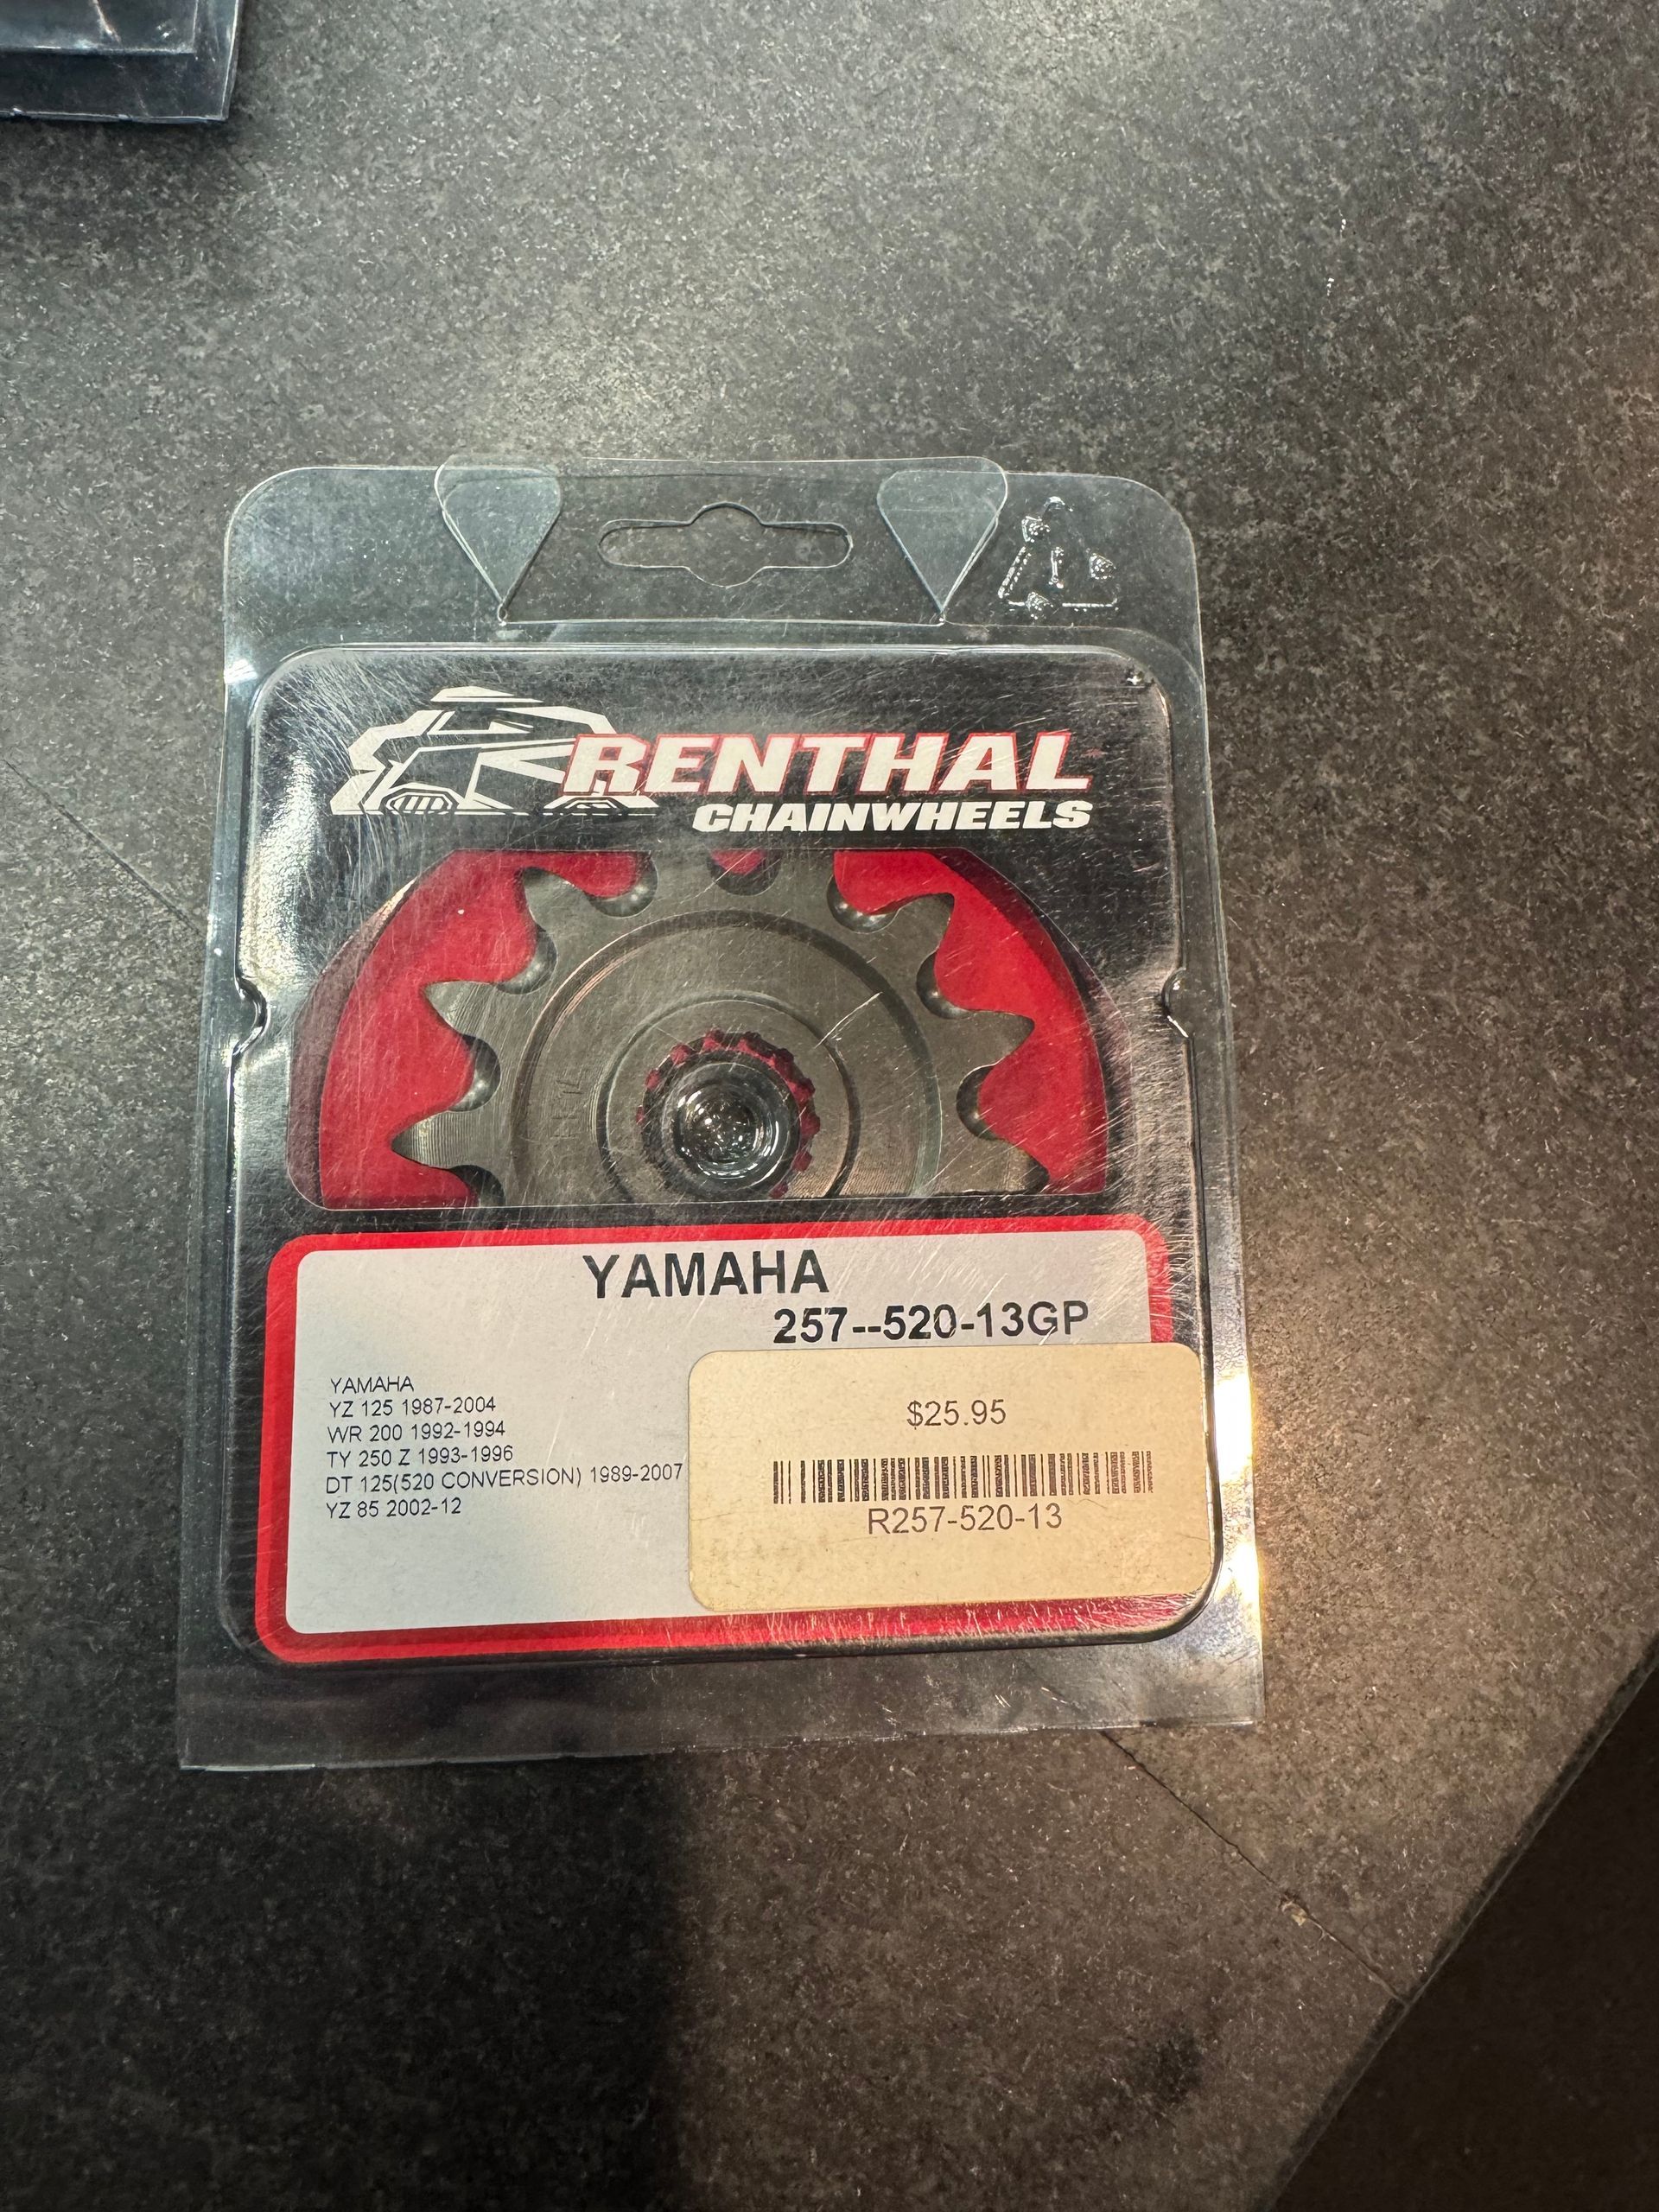 RENTHAL
CHAINWHEELS
YAMAHA
257--520-13GP
YAMAHA
YZ 125 1987-2004
WR 200 1992-1994
TY 250 Z 1993-1996
DT 125(520 CONVERSION) 1989-2007
YZ 85 2002-12
$25.95
R257-520-13